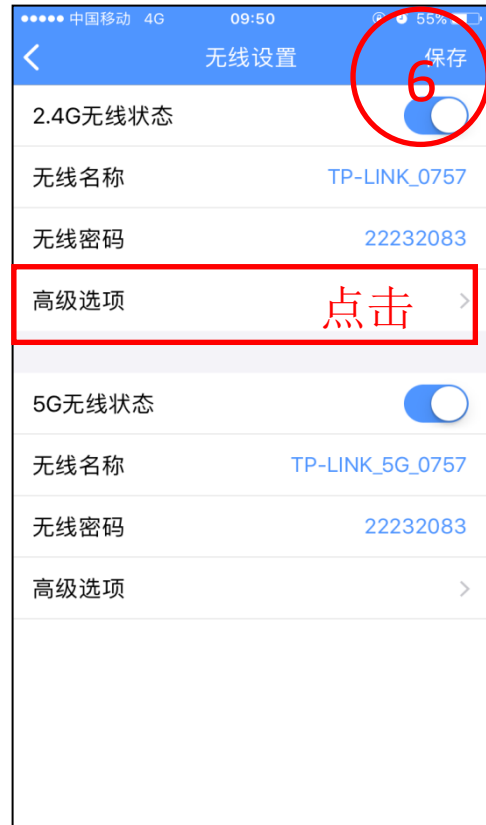 中国移动 4G 09:50 55%
无线设置 保存
6
2.4G无线状态
无线名称 TP-LINK_0757
无线密码 22232083
高级选项 点击
5G无线状态
无线名称 TP-LINK_5G_0757
无线密码 22232083
高级选项